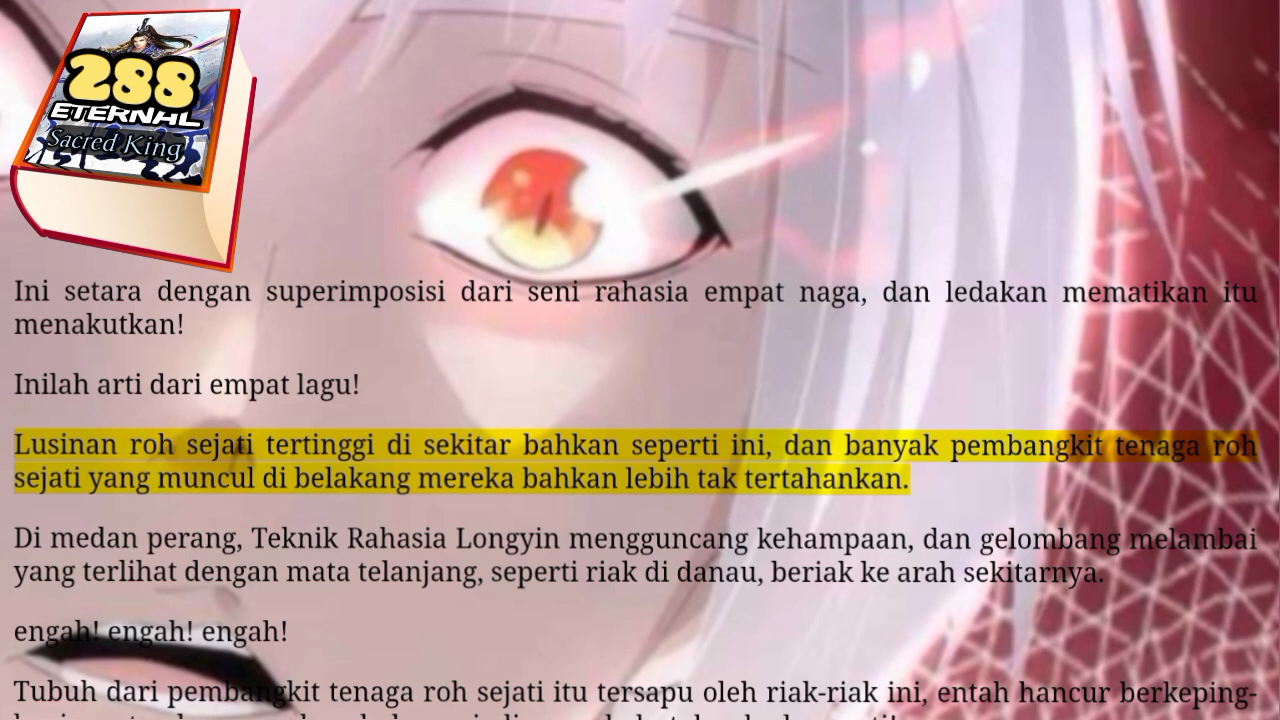 288
ETERNAL
Sacred King
Ini setara dengan superimposisi dari seni rahasia empat naga, dan ledakan mematikan itu
menakutkan!
Inilah arti dari empat lagu!
Lusinan roh sejati tertinggi di sekitar bahkan seperti ini, dan banyak pembangkit tenaga roh
sejati yang muncul di belakang mereka bahkan lebih tak tertahankan.
Di medan perang, Teknik Rahasia Longyin mengguncang kehampaan, dan gelombang melambai
yang terlihat dengan mata telanjang, seperti riak di danau, beriak ke arah sekitarnya.
engah! engah! engah!
Tubuh dari pembangkit tenaga roh sejati itu tersapu oleh riak-riak ini, entah hancur berkeping-